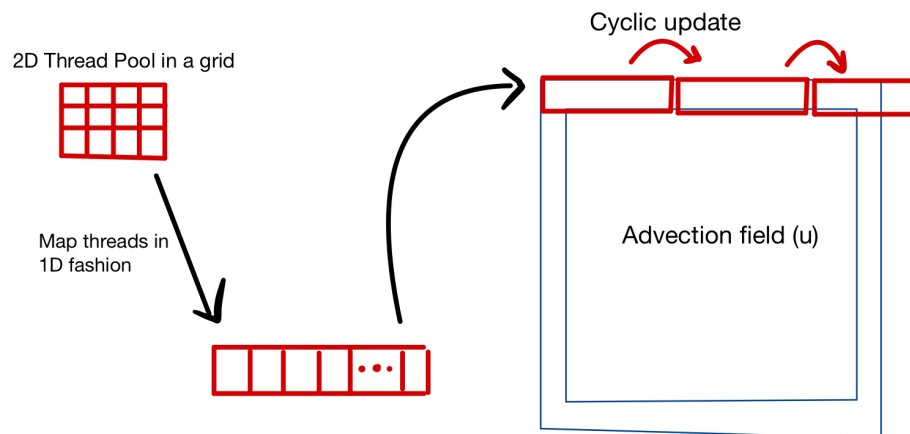 Cyclic update
2D Thread Pool in a grid
Map threads in
1D fashion
Advection field (u)